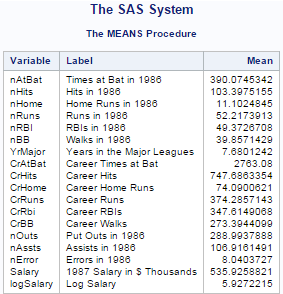 The SAS System
The MEANS Procedure
Variable Label Mean
nAtBat Times at Bat in 1986 390.0745342
nHits Hits in 1986 103.3975155
nHome Home Runs in 1986 11.1024845
nRuns Runs in 1986 52.2173913
nRBI RBIs in 1986 49.3726708
nBB Walks in 1986 39.8571429
YrMajor Years in the Major Leagues 7.6801242
CrAtBat Career Times at Bat 2763.08
CrHits Career Hits 747.6863354
CrHome Career Home Runs 74.0900621
CrRuns Career Runs 374.2857143
CrRbi Career RBIs 347.6149068
CrBB Career Walks 273.3944099
nOuts Put Outs in 1986 288.9937888
nAssts Assists in 1986 106.9161491
nError Errors in 1986 8.0403727
Salary 1987 Salary in $ Thousands 535.9258821
logSalary Log Salary 5.9272215